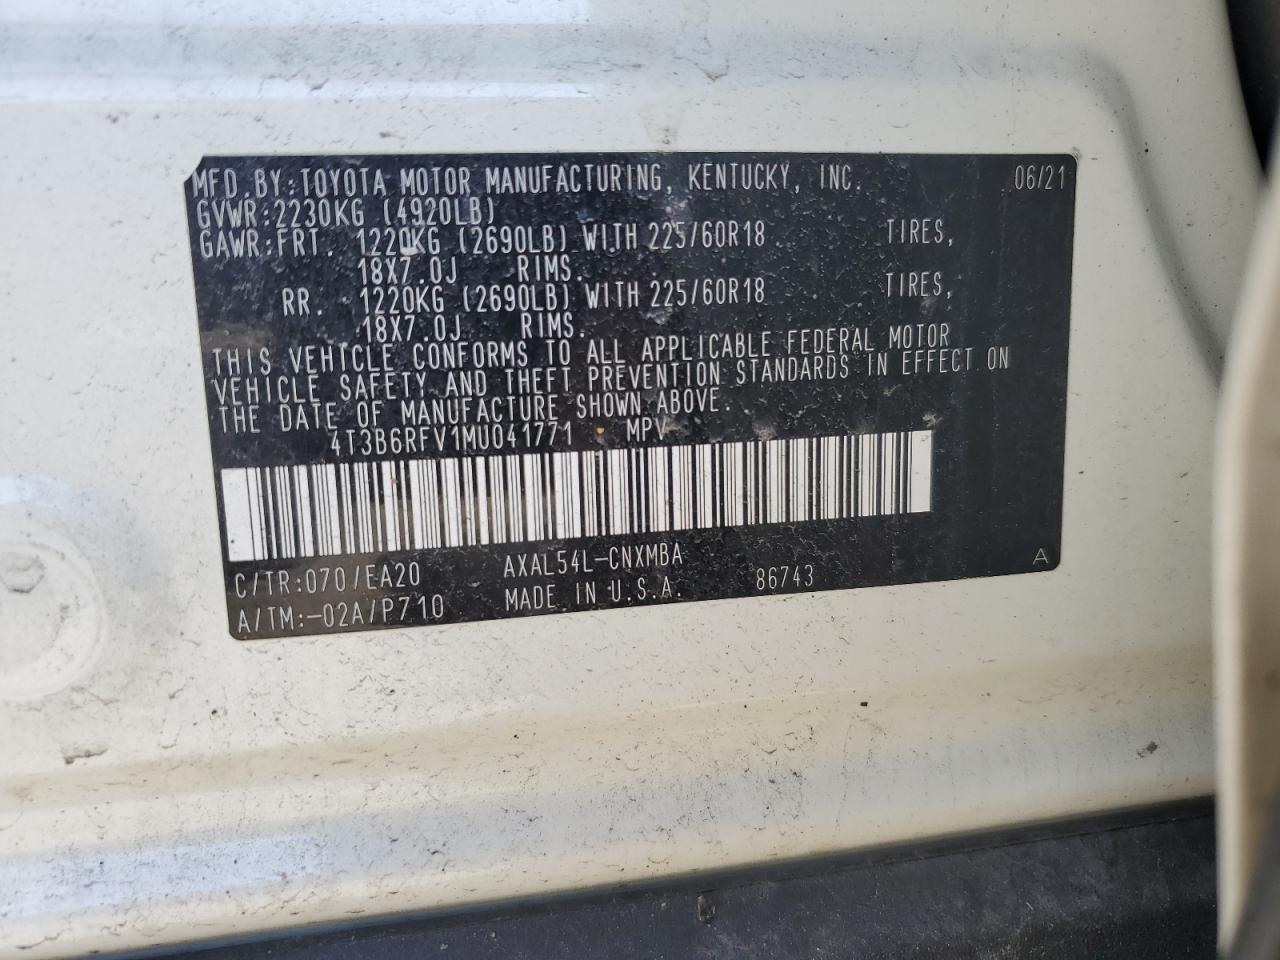 MFD. BY: TOYOTA MOTOR MANUFACTURING, KENTUCKY, INC. 06/21
GVWR: 2230KG (4920LB)
GAWR: FRT. 1220KG (2690LB) WITH 225/60R18 TIRES,
18X7.0J RIMS.
RR. 1220KG (2690LB) WITH 225/60R18 TIRES,
18X7.0J RIMS.
THIS VEHICLE CONFORMS TO ALL APPLICABLE FEDERAL MOTOR
VEHICLE SAFETY AND THEFT PREVENTION STANDARDS IN EFFECT ON
THE DATE OF MANUFACTURE SHOWN ABOVE.
4T3B6RFV1MU041771 MPV
C/TR: 070/EA20 AXAL54L-CNXMBA A
A/TM: -02A/P710 MADE IN U.S.A. 86743